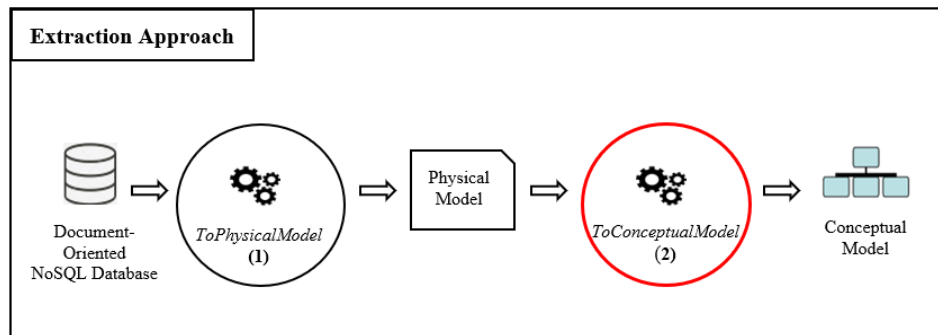 Extraction Approach
Document-
Oriented
NoSQL Database
ToPhysicalModel
(1)
Physical
Model
ToConceptualModel
(2)
Conceptual
Model